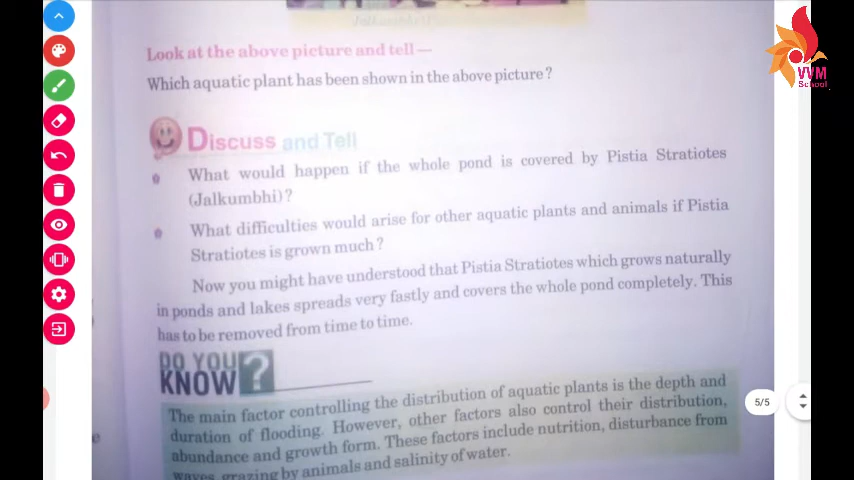 Jalkumbhi
Look at the above picture and tell —
Which aquatic plant has been shown in the above picture?
Discuss and Tell
What would happen if the whole pond is covered by Pistia Stratiotes
(Jalkumbhi)?
What difficulties would arise for other aquatic plants and animals if Pistia
Stratiotes is grown much?
Now you might have understood that Pistia Stratiotes which grows naturally
in ponds and lakes spreads very fastly and covers the whole pond completely. This
has to be removed from time to time.
DO YOU
KNOW ?
The main factor controlling the distribution of aquatic plants is the depth and
duration of flooding. However, other factors also control their distribution,
abundance and growth form. These factors include nutrition, disturbance from
waves, grazing by animals and salinity of water.
e
5/5
VVM
School